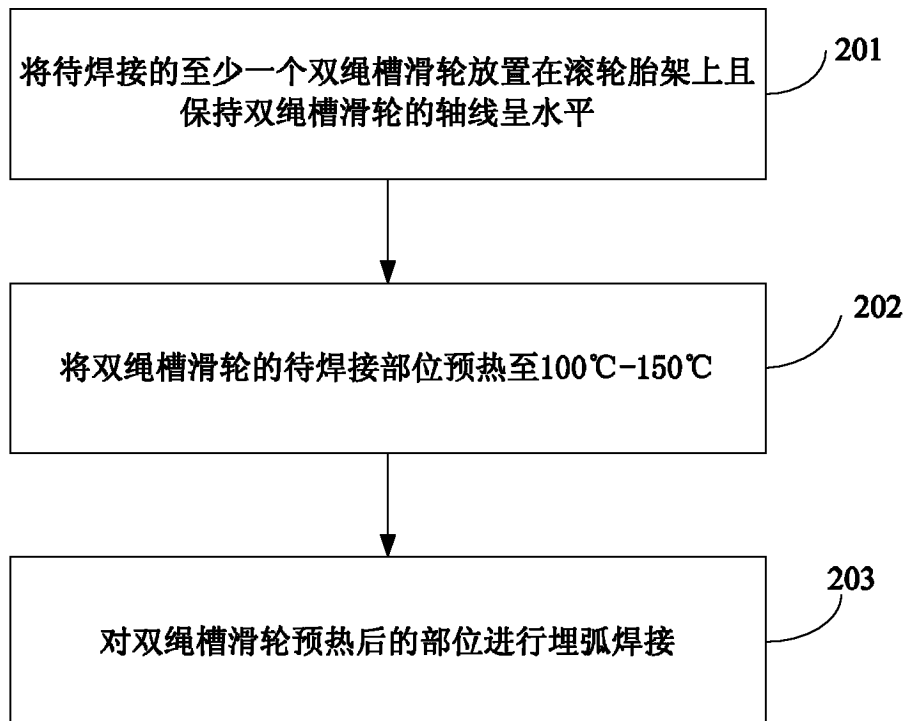 将待焊接的至少一个双绳槽滑轮放置在滚轮胎架上且
保持双绳槽滑轮的轴线呈水平
201
将双绳槽滑轮的待焊接部位预热至100℃-150℃
202
对双绳槽滑轮预热后的部位进行埋弧焊接
203